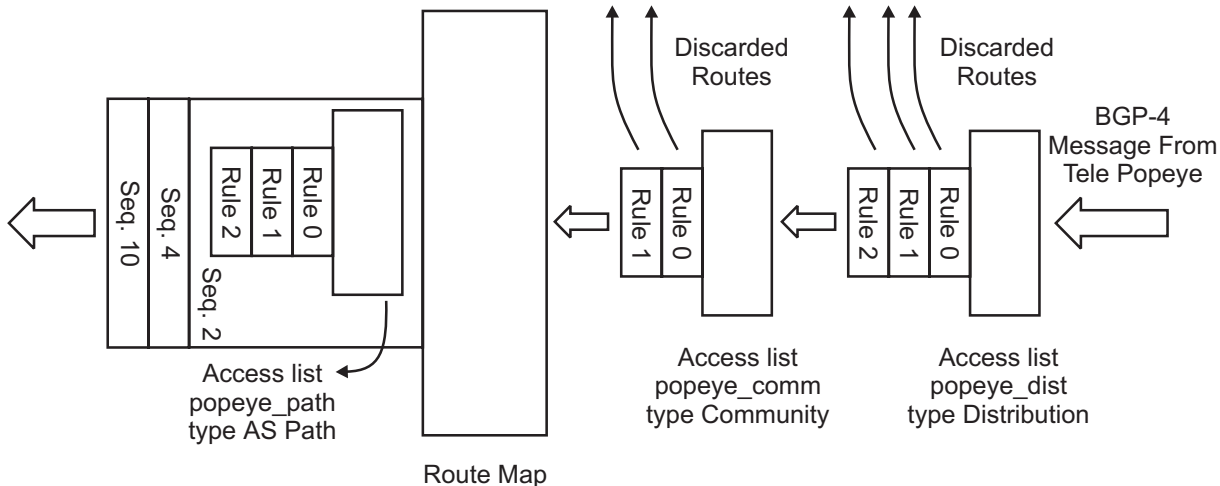 Discarded
Routes
Discarded
Routes
BGP-4
Message From
Tele Popeye
Seq. 10
Seq. 4
Seq. 2
Rule 2
Rule 1
Rule 0
Rule 1
Rule 0
Rule 2
Rule 1
Rule 0
Access list
popeye_path
type AS Path
Access list
popeye_comm
type Community
Access list
popeye_dist
type Distribution
Route Map